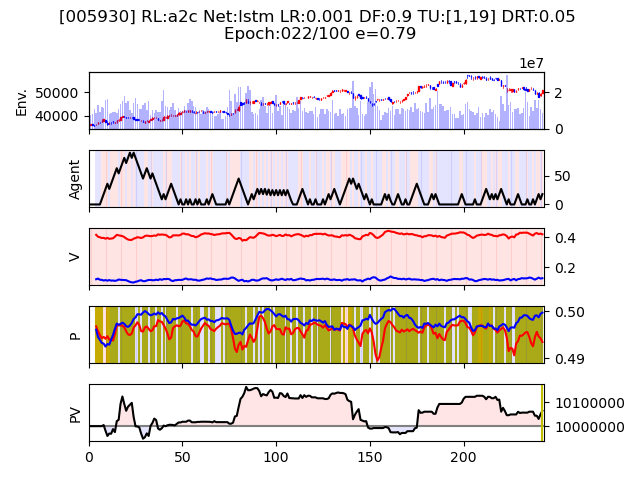 [005930] RL:a2c Net:lstm LR:0.001 DF:0.9 TU:[1,19] DRT:0.05
Epoch:022/100 e=0.79
1e7
Env.
50000
40000
2
0
Agent
50
0
V
0.4
0.2
P
0.50
0.49
PV
10100000
10000000
0
50
100
150
200